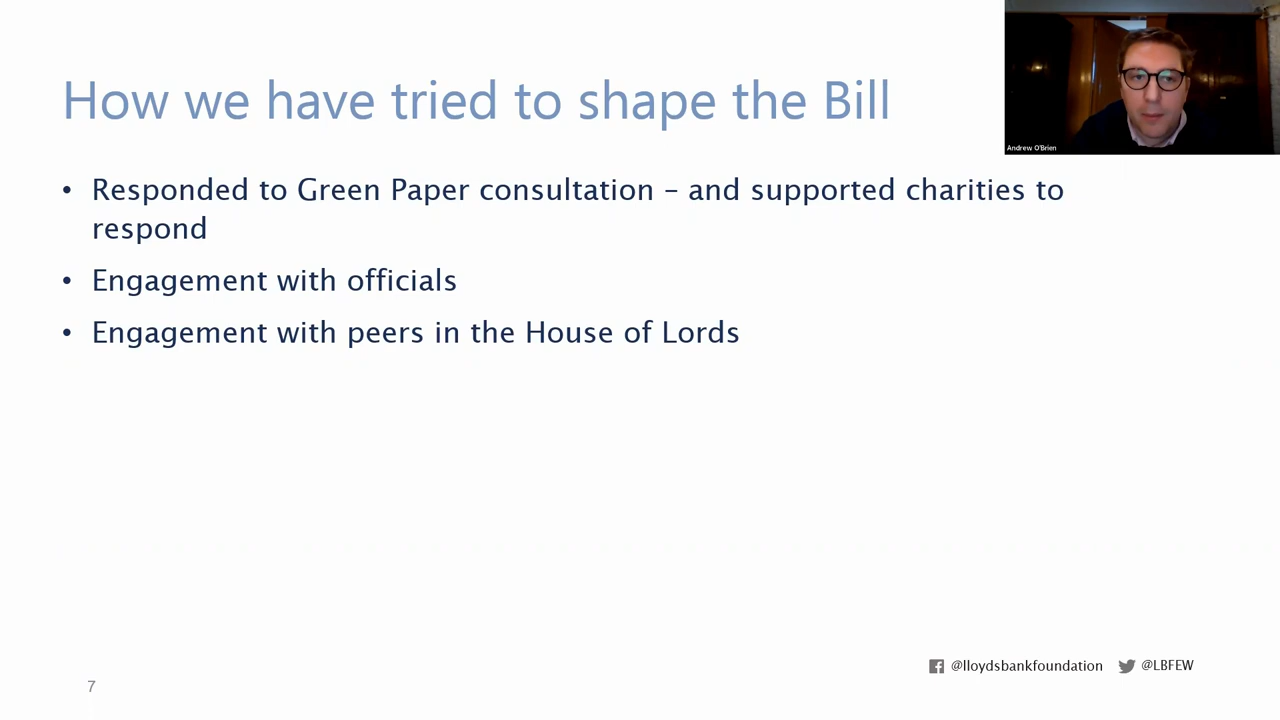 How we have tried to shape the Bill
Andrew O'Brien
• Responded to Green Paper consultation – and supported charities to
respond
• Engagement with officials
• Engagement with peers in the House of Lords
@lloydsbankfoundation @LBFEW
7